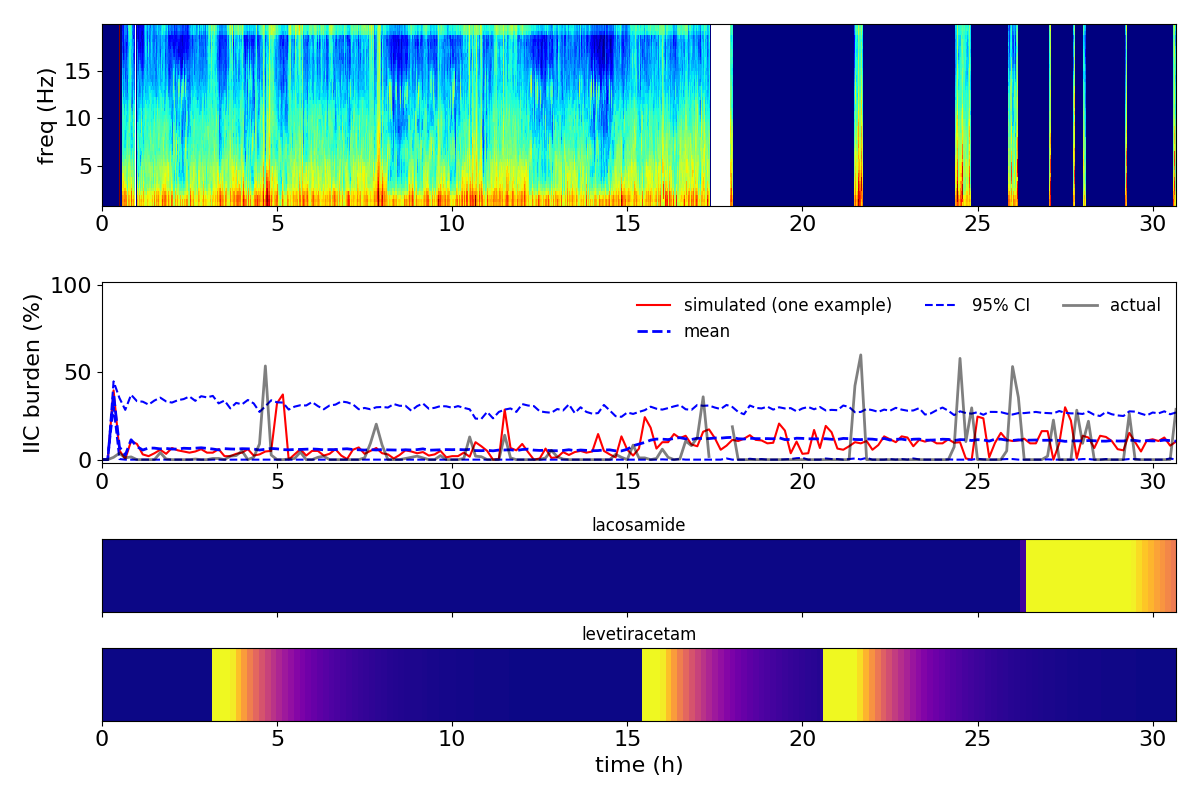 freq (Hz)
15
10
5
0 5 10 15 20 25 30
IIC burden (%)
100
50
0
simulated (one example) 95% CI actual
mean
0 5 10 15 20 25 30
lacosamide
levetiracetam
0 5 10 15 20 25 30
time (h)